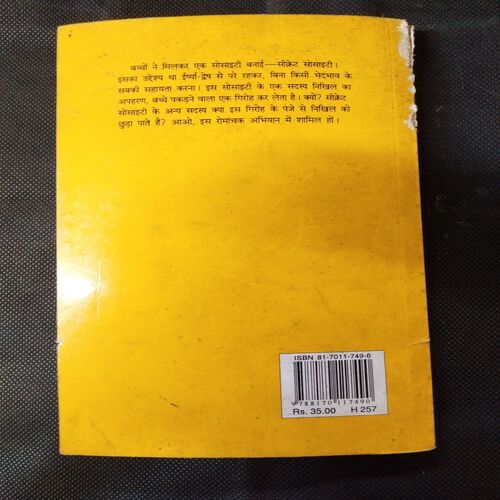 बच्चों ने मिलकर एक सोसाइटी बनाई—सीक्रेट सोसाइटी।
इसका उद्देश्य था ईर्ष्या-द्वेष से परे रहकर, बिना किसी भेदभाव के
सबकी सहायता करना। इस सोसाइटी के एक सदस्य निखिल का
अपहरण, बच्चे पकड़ने वाला एक गिरोह कर लेता है। क्यों? सीक्रेट
सोसाइटी के अन्य सदस्य क्या इस गिरोह के पंजे से निखिल को
छुड़ा पाते हैं? आओ, इस रोमांचक अभियान में शामिल हों।
ISBN 81-7011-749-6
9788170117490
Rs. 35.00 H 257